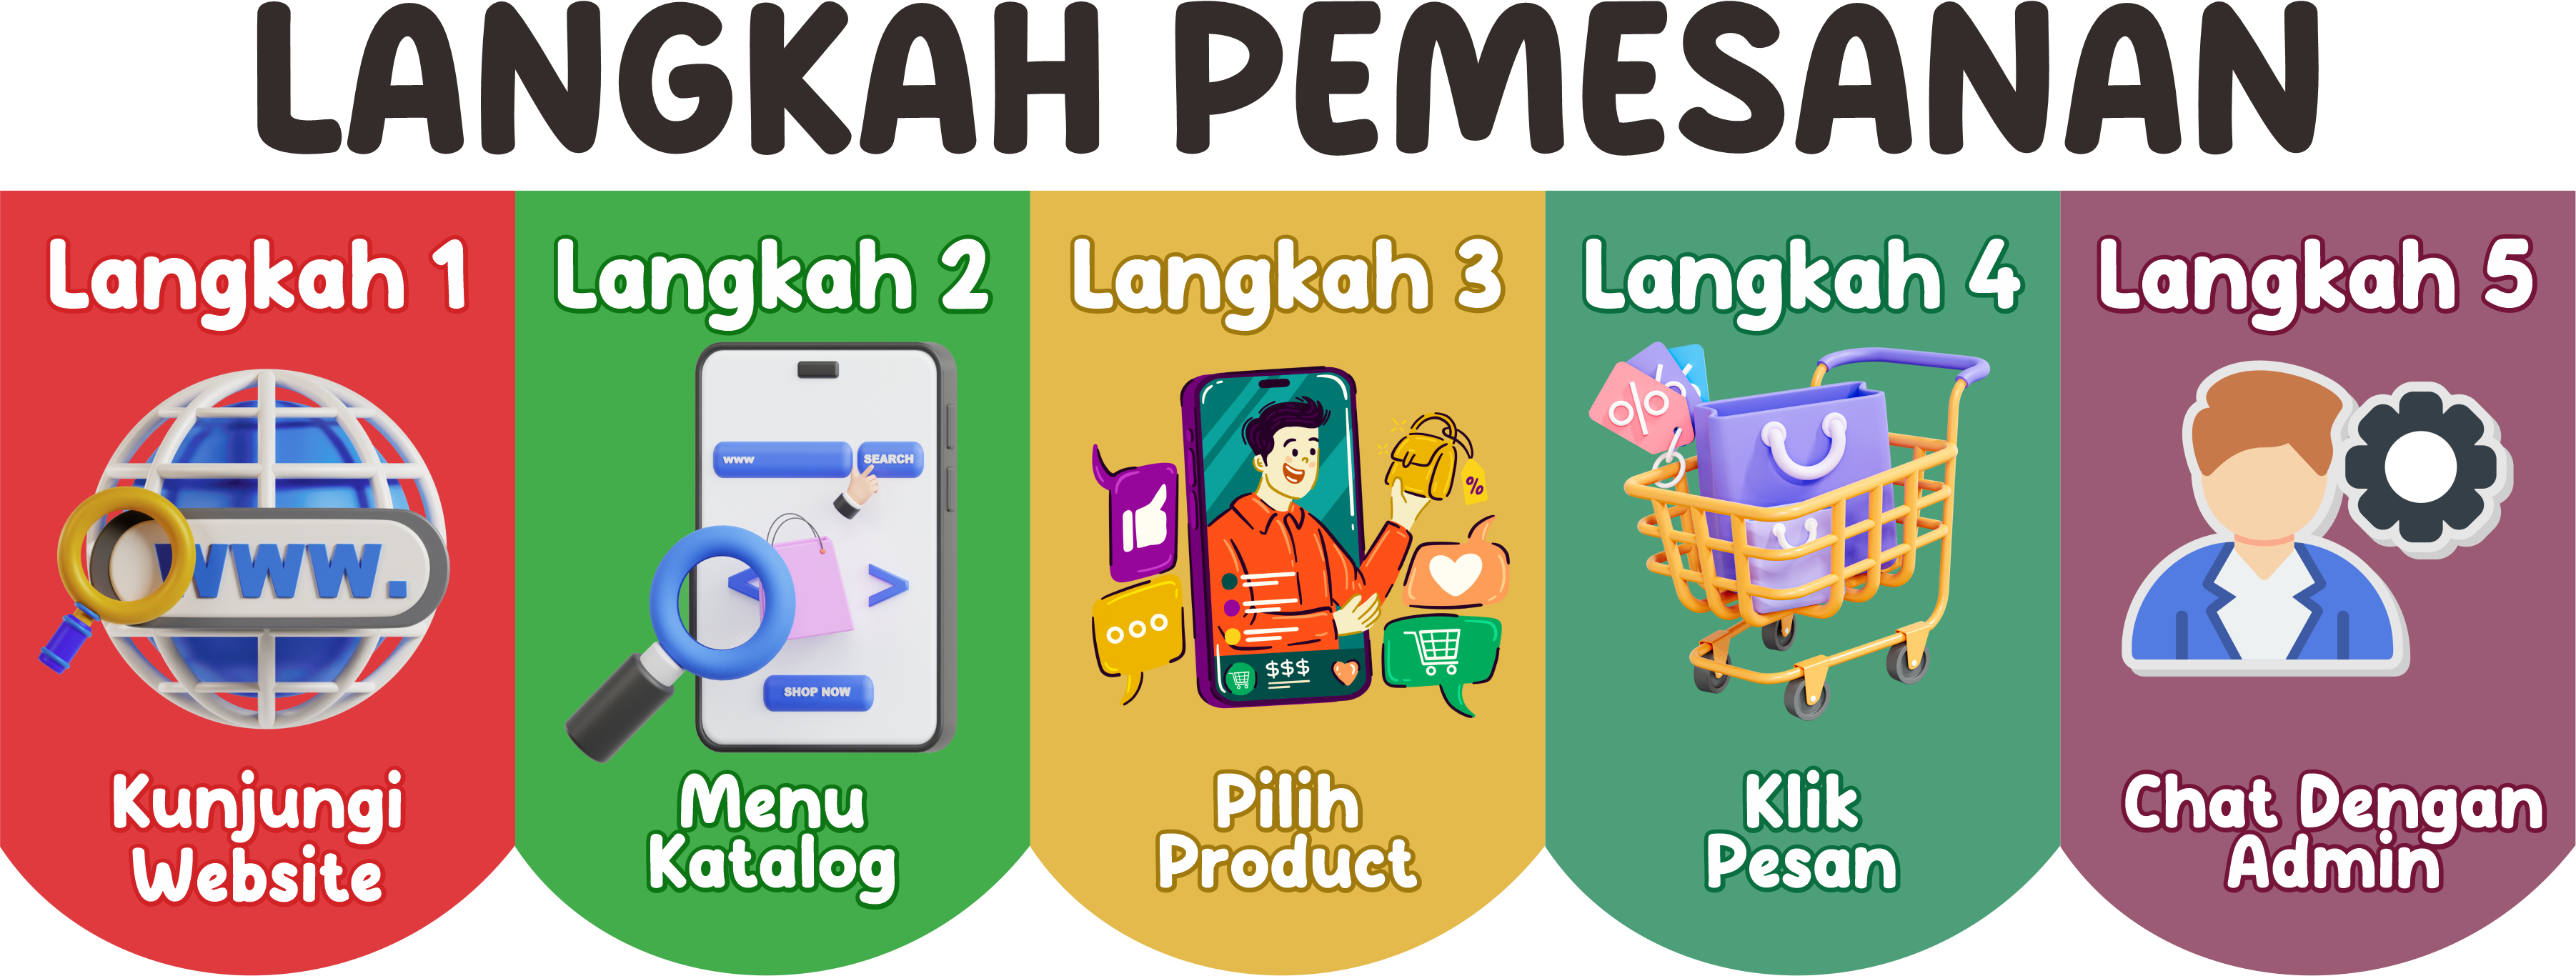 LANGKAH PEMESANAN
Langkah 1
www.
Kunjungi
Website
Langkah 2
www
SEARCH
<
>
SHOP NOW
Menu
Katalog
Langkah 3
%
$$$
Pilih
Product
Langkah 4
%
%
Klik
Pesan
Langkah 5
Chat Dengan
Admin